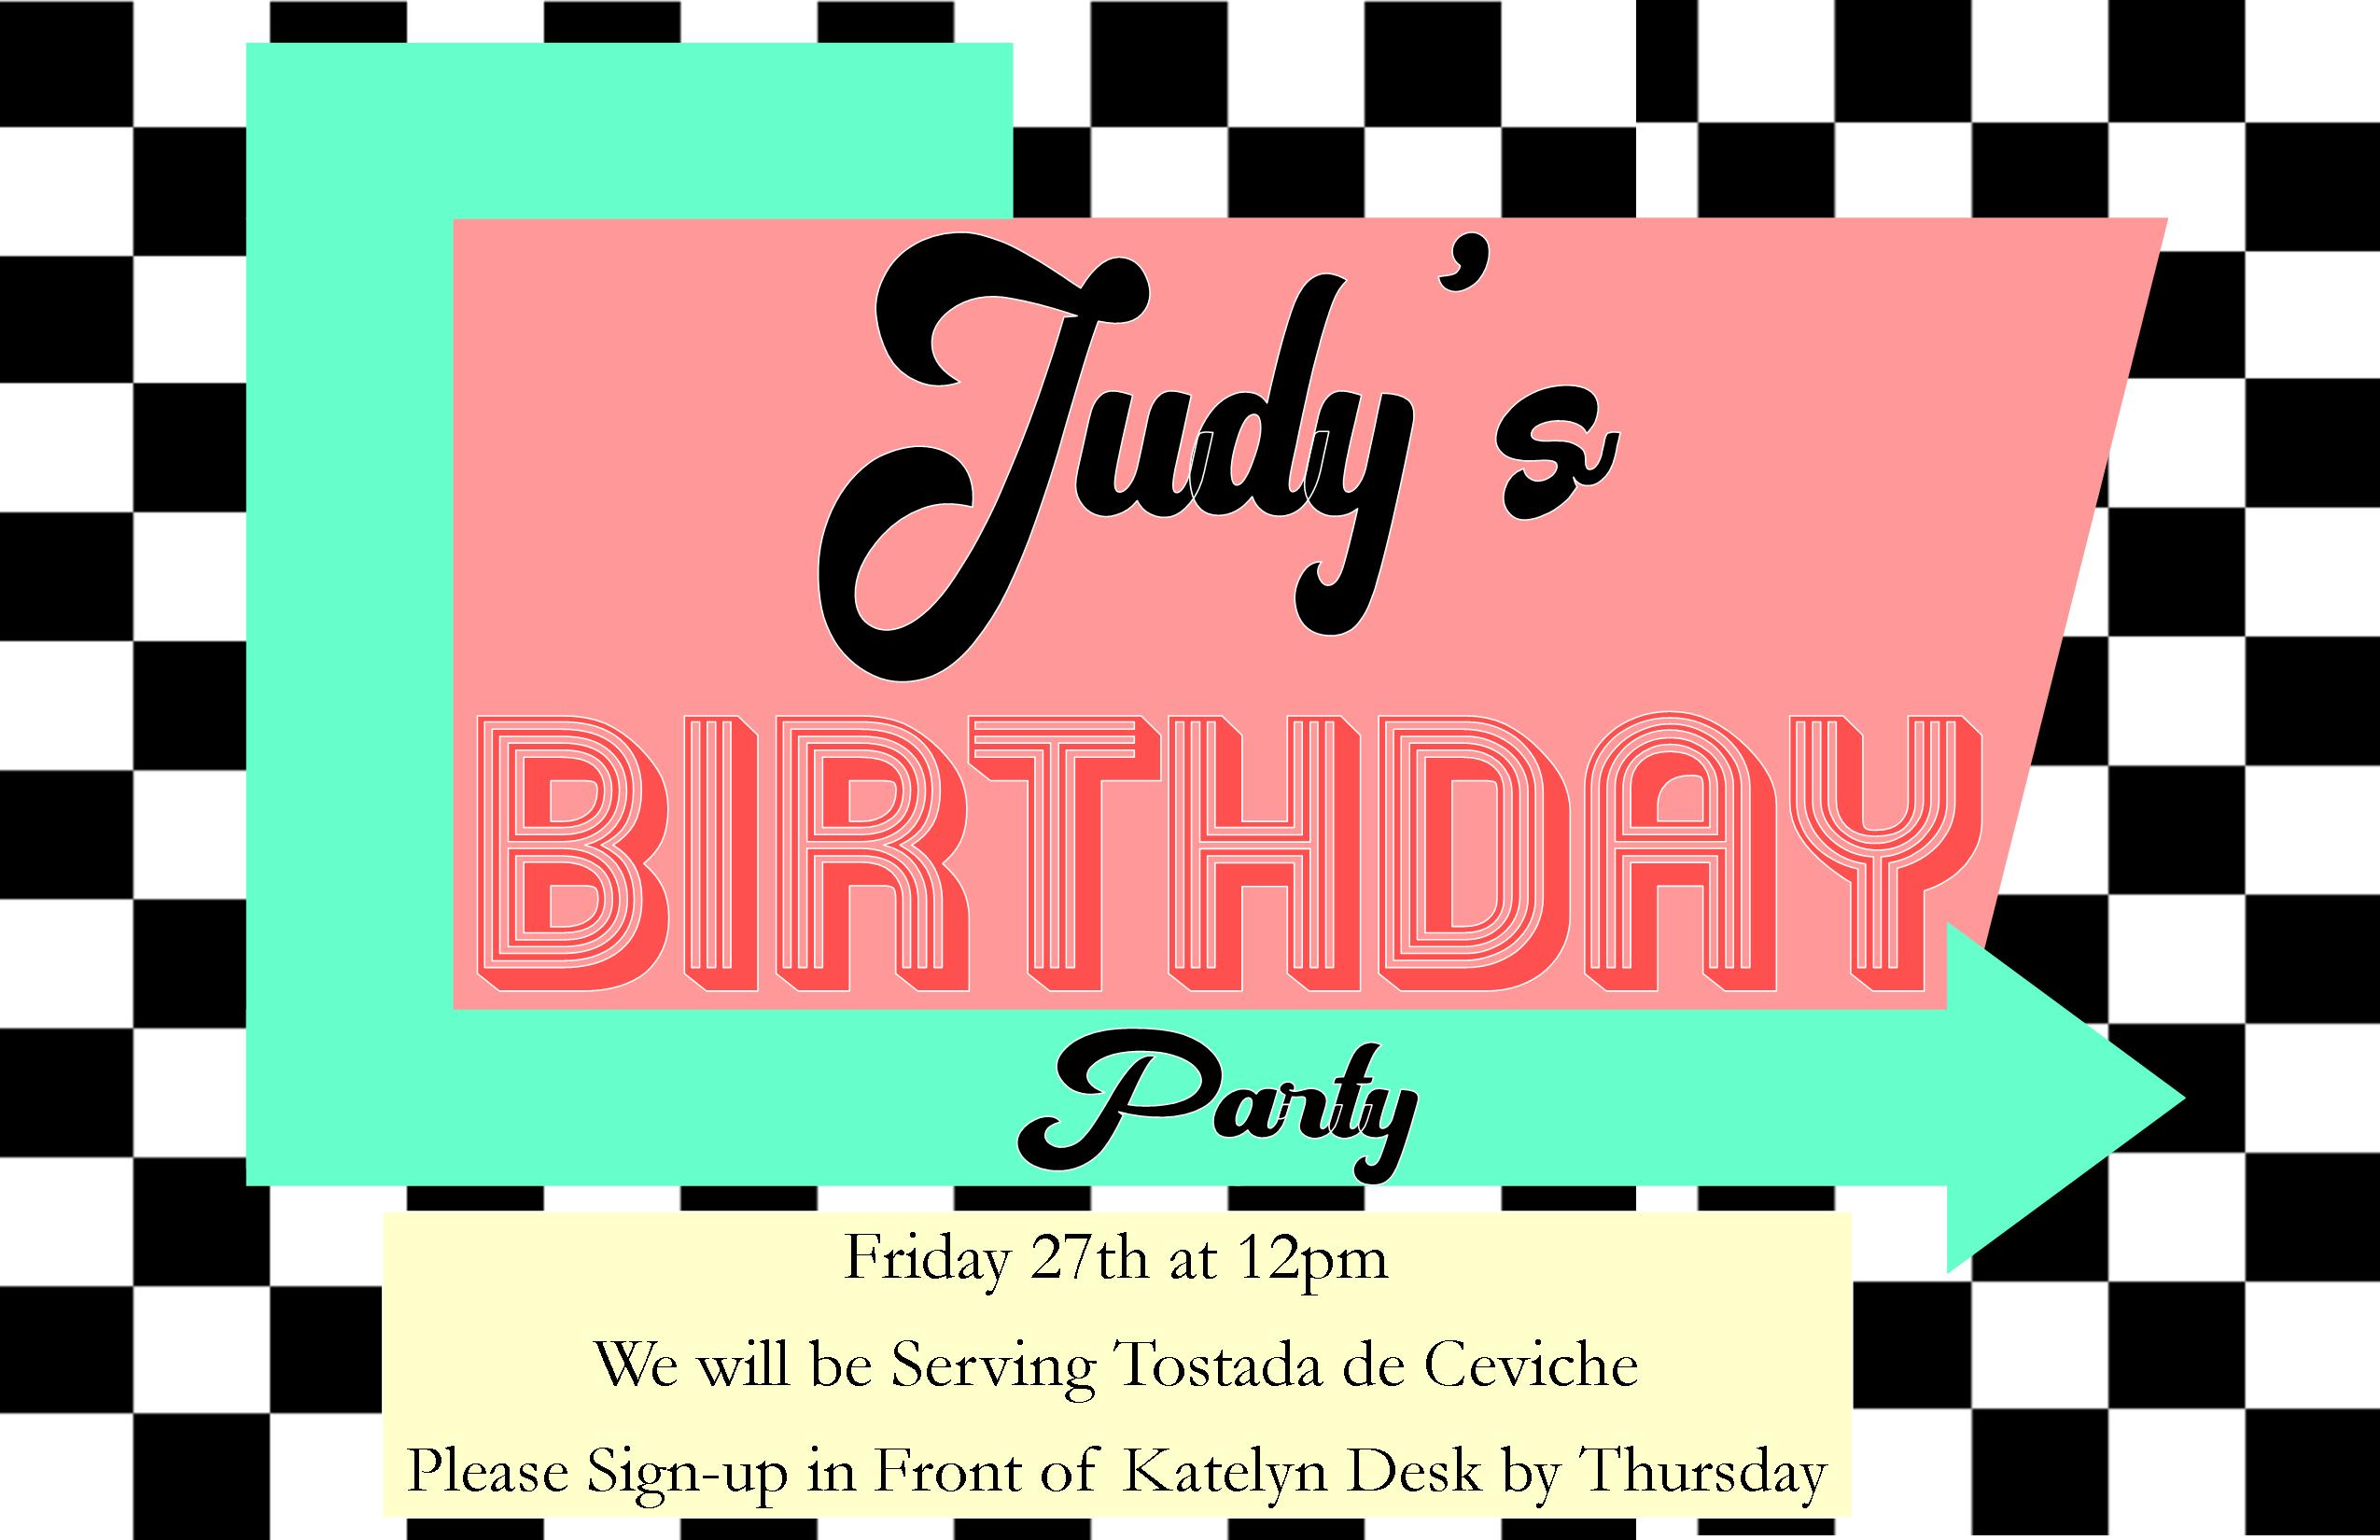 Judy's
BIRTHDAY
Party
Friday 27th at 12pm
We will be Serving Tostada de Ceviche
Please Sign-up in Front of Katelyn Desk by Thursday